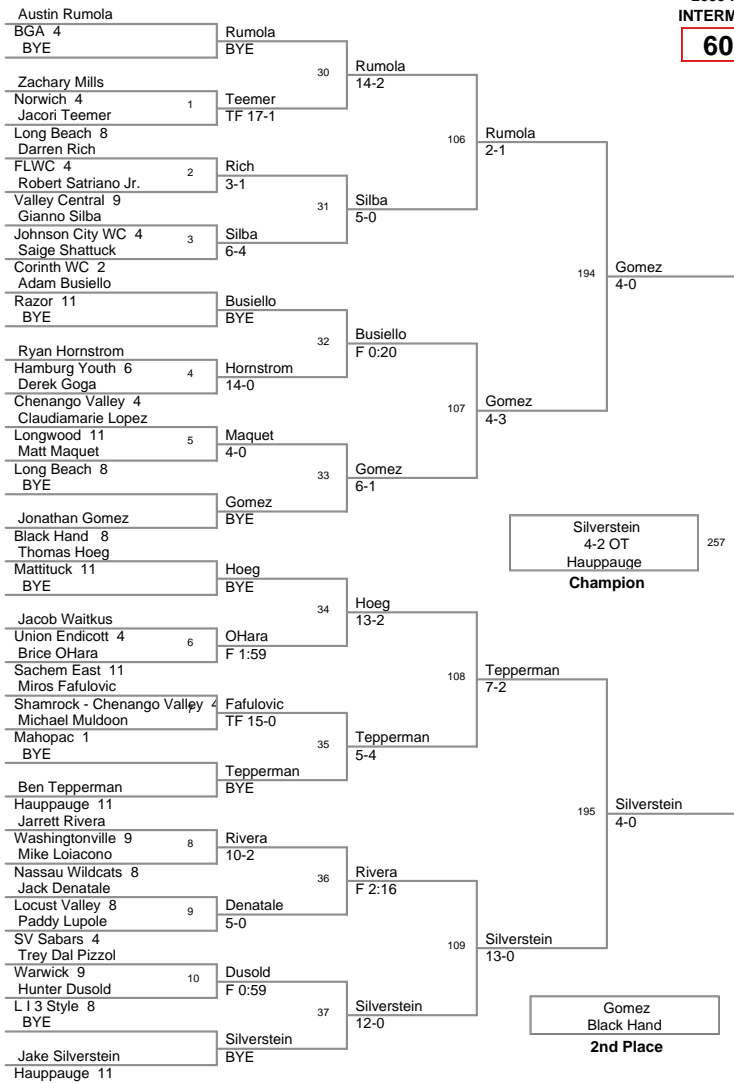 INTERM
60
Austin Rumola
BGA 4
BYE
Zachary Mills
Norwich 4
Jacori Teemer
Long Beach 8
Darren Rich
FLWC 4
Robert Satriano Jr.
Valley Central 9
Gianno Silba
Johnson City WC 4
Saige Shattuck
Corinth WC 2
Adam Busiello
Razor 11
BYE
Ryan Hornstrom
Hamburg Youth 6
Derek Goga
Chenango Valley 4
Claudiamarie Lopez
Longwood 11
Matt Maquet
Long Beach 8
BYE
Jonathan Gomez
Black Hand 8
Thomas Hoeg
Mattituck 11
BYE
Jacob Waitkus
Union Endicott 4
Brice OHara
Sachem East 11
Miros Fafulovic
Shamrock - Chenango Valley 4
Michael Muldoon
Mahopac 1
BYE
Ben Tepperman
Hauppauge 11
Jarrett Rivera
Washingtonville 9
Mike Loiacono
Nassau Wildcats 8
Jack Denatale
Locust Valley 8
Paddy Lupole
SV Sabars 4
Trey Dal Pizzol
Warwick 9
Hunter Dusold
L I 3 Style 8
BYE
Jake Silverstein
Hauppauge 11
Rumola
BYE
1
Teemer
TF 17-1
2
Rich
3-1
3
Silba
6-4
Busiello
BYE
4
Hornstrom
14-0
5
Maquet
4-0
Gomez
BYE
Hoeg
BYE
6
OHara
F 1:59
7
Fafulovic
TF 15-0
Tepperman
BYE
8
Rivera
10-2
9
Denatale
5-0
10
Dusold
F 0:59
Silverstein
BYE
30
Rumola
14-2
31
Silba
5-0
32
Busiello
F 0:20
33
Gomez
6-1
34
Hoeg
13-2
35
Tepperman
5-4
36
Rivera
F 2:16
37
Silverstein
12-0
106
Rumola
2-1
107
Gomez
4-3
108
Tepperman
7-2
109
Silverstein
13-0
194
Gomez
4-0
195
Silverstein
4-0
Silverstein
4-2 OT
Hauppauge
257
Champion
Gomez
Black Hand
2nd Place